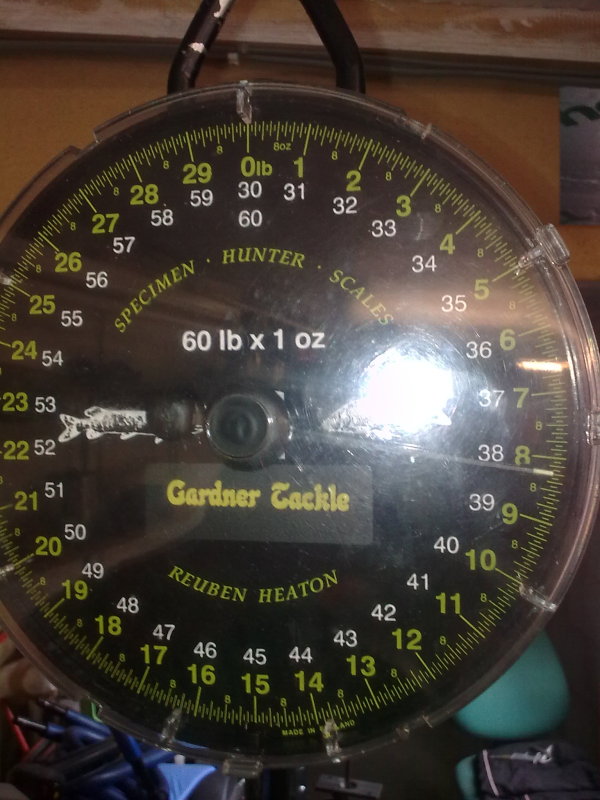 8oz
0lb 1 2 3 4 5 6 7 8 9 10 11 12 13 14 15 16 17 18 19 20 21 22 23 24 25 26 27 28 29
30 31 32 33 34 35 36 37 38 39 40 41 42 43 44 45 46 47 48 49 50 51 52 53 54 55 56 57 58 59
60
SPECIMEN · HUNTER · SCALES
60 lb x 1 oz
Gardner Tackle
REUBEN HEATON
MADE IN ENGLAND